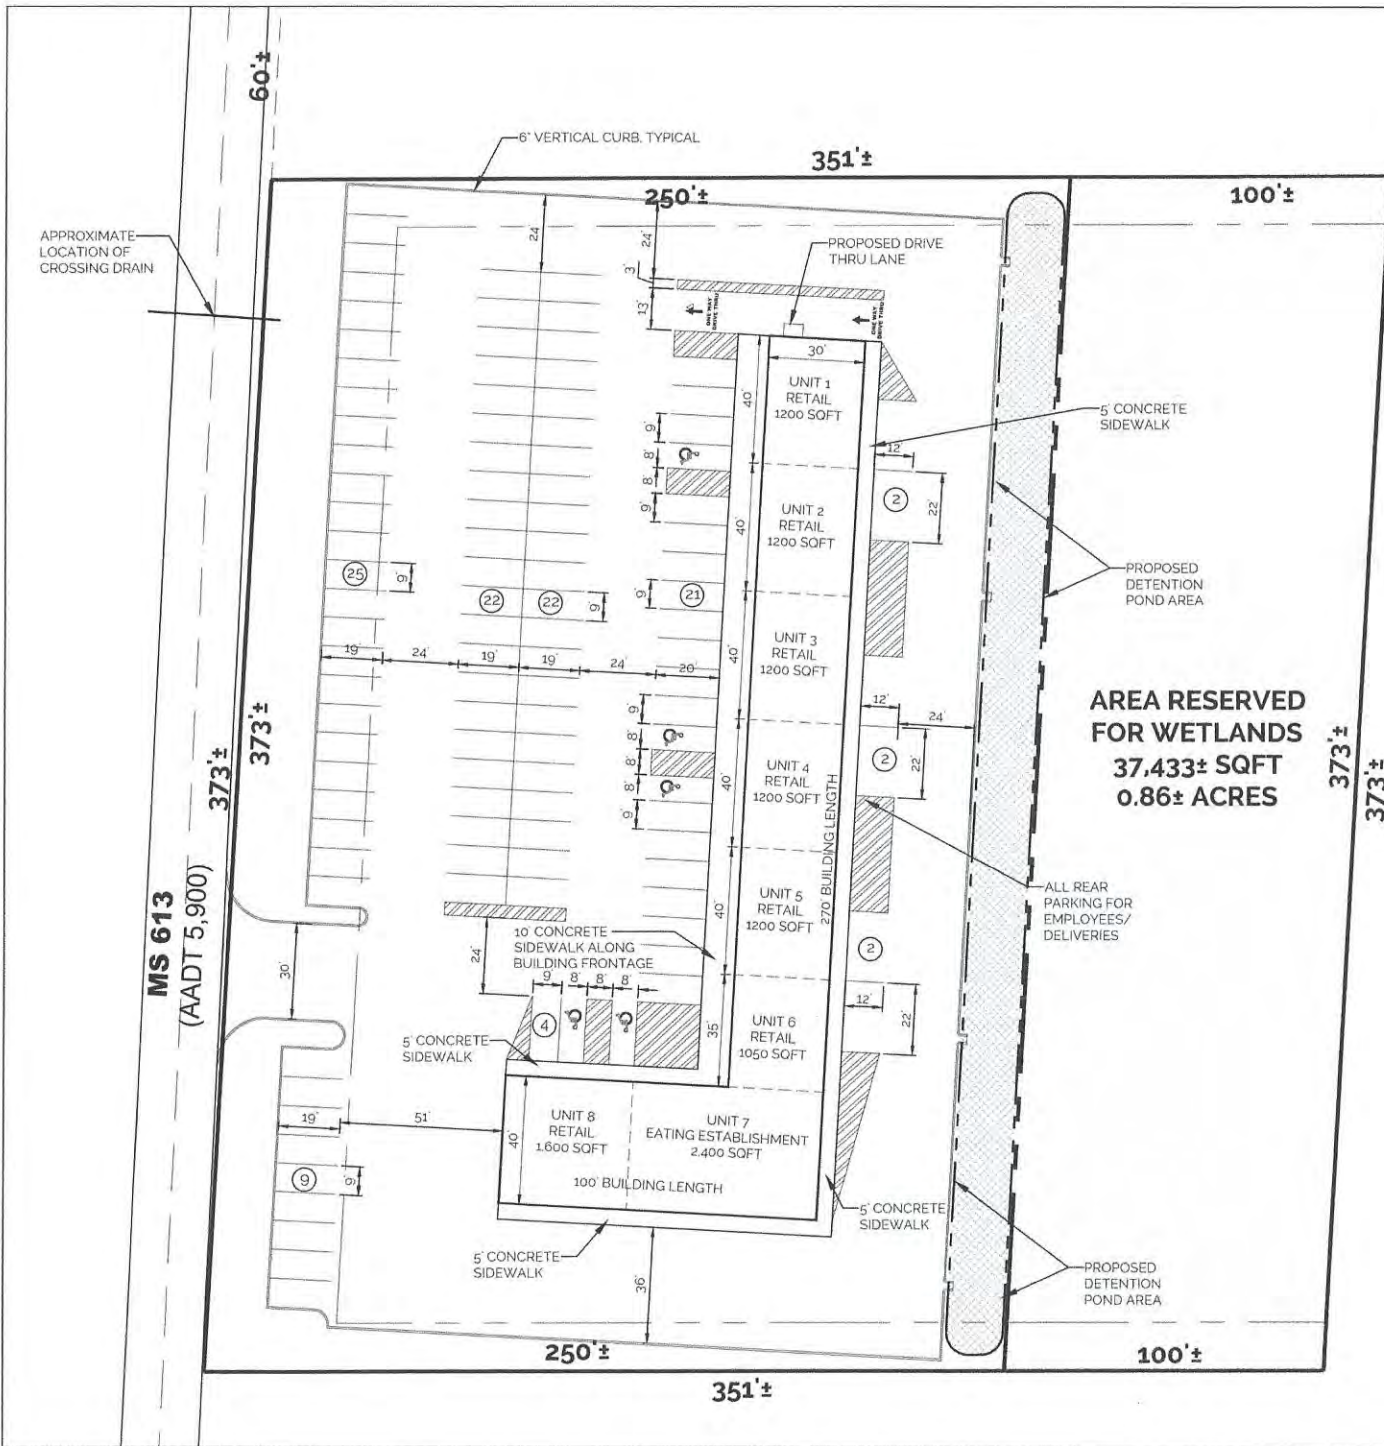 60'±
6" VERTICAL CURB, TYPICAL
351'±
250'±
100'±
APPROXIMATE
LOCATION OF
CROSSING DRAIN
24'
24'
3'
13'
PROPOSED DRIVE
THRU LANE
ONE WAY
DRIVE THRU
ONE WAY
DRIVE THRU
30'
UNIT 1
RETAIL
1200 SQFT
40'
5' CONCRETE
SIDEWALK
9'
8'
8'
9'
12'
2
22'
UNIT 2
RETAIL
1200 SQFT
40'
PROPOSED
DETENTION
POND AREA
25
9'
22
22
9'
9'
21
UNIT 3
RETAIL
1200 SQFT
40'
19'
24'
19'
19'
24'
20'
9'
8'
8'
8'
9'
12'
24'
2
22'
UNIT 4
RETAIL
1200 SQFT
40'
270' BUILDING LENGTH
AREA RESERVED
FOR WETLANDS
37,433± SQFT
0.86± ACRES
373'±
373'±
373'±
373'±
MS 613
(AADT 5,900)
ALL REAR
PARKING FOR
EMPLOYEES/
DELIVERIES
UNIT 5
RETAIL
1200 SQFT
40'
10' CONCRETE
SIDEWALK ALONG
BUILDING FRONTAGE
24'
30'
2
9'
8'
8'
8'
4
12'
22'
UNIT 6
RETAIL
1050 SQFT
35'
5' CONCRETE
SIDEWALK
19'
51'
40'
UNIT 8
RETAIL
1,600 SQFT
UNIT 7
EATING ESTABLISHMENT
2,400 SQFT
100' BUILDING LENGTH
9
9'
5' CONCRETE
SIDEWALK
5' CONCRETE
SIDEWALK
36'
PROPOSED
DETENTION
POND AREA
250'±
100'±
351'±